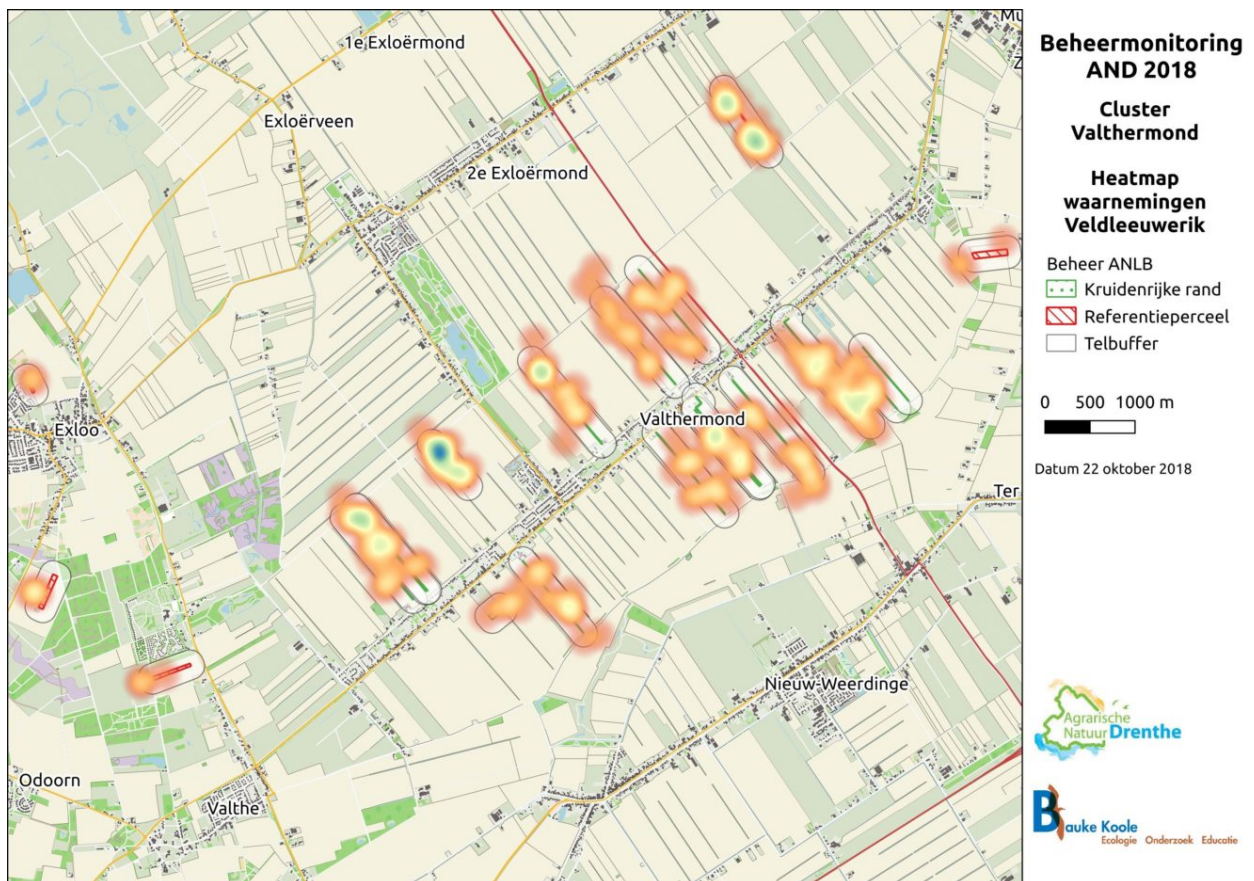 1e Exloërmond
Mu
Z
Exloërveen
2e Exloërmond
Valthermond
Exloo
Ter
Nieuw-Weerdinge
Odoorn
Valthe
Beheermonitoring
AND 2018
Cluster
Valthermond
Heatmap
waarnemingen
Veldleeuwerik
Beheer ANLB
Kruidenrijke rand
Referentieperceel
Telbuffer
0 500 1000 m
Datum 22 oktober 2018
Agrarische
Natuur Drenthe
Bauke Koole
Ecologie Onderzoek Educatie